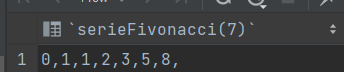 `serieFivonacci(7)`
1 0,1,1,2,3,5,8,